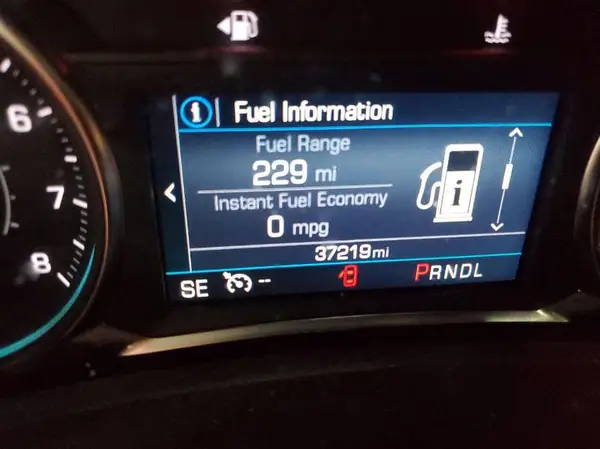 6
7
8
i Fuel Information
Fuel Range
229 mi
Instant Fuel Economy
0 mpg
i
37219mi
SE -- PRNDL